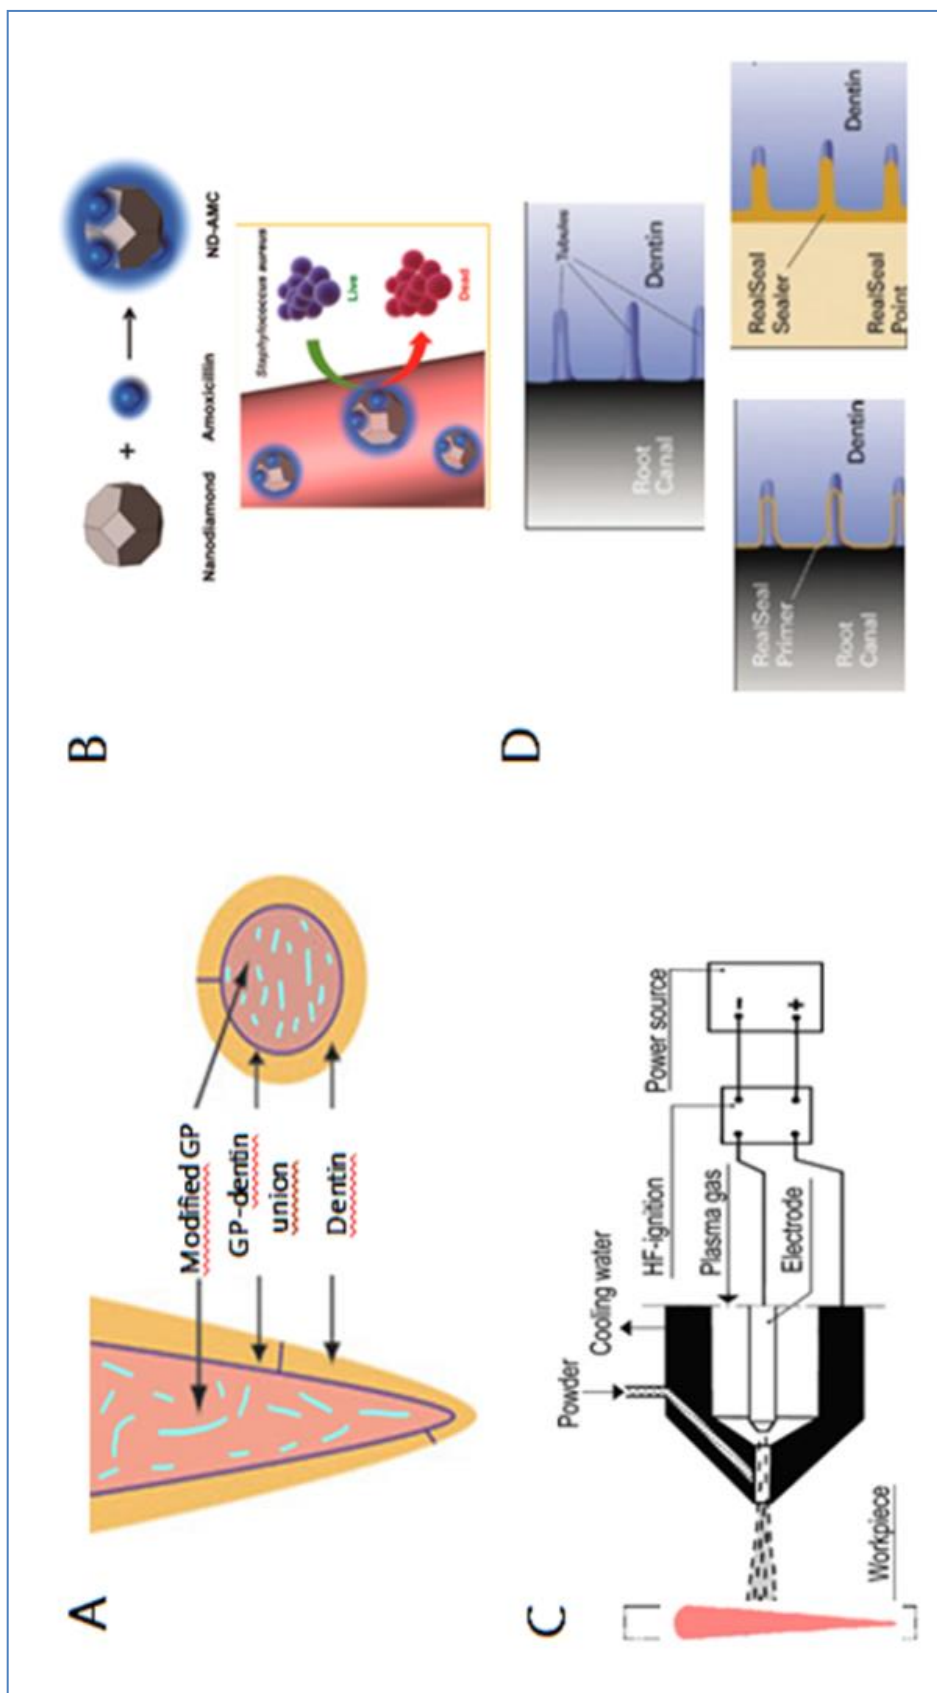 A
Modified GP
GP-dentin
union
Dentin
B
Nanodiamond
+
Amoxicillin
ND-AMC
Staphylococcus aureus
Live
Dead
C
Powder
Cooling water
HF-ignition
Plasma gas
Electrode
Power source
-
+
Workpiece
D
Root
Canal
Tubules
Dentin
RealSeal
Primer
Root
Canal
Dentin
RealSeal
Sealer
RealSeal
Point
Dentin